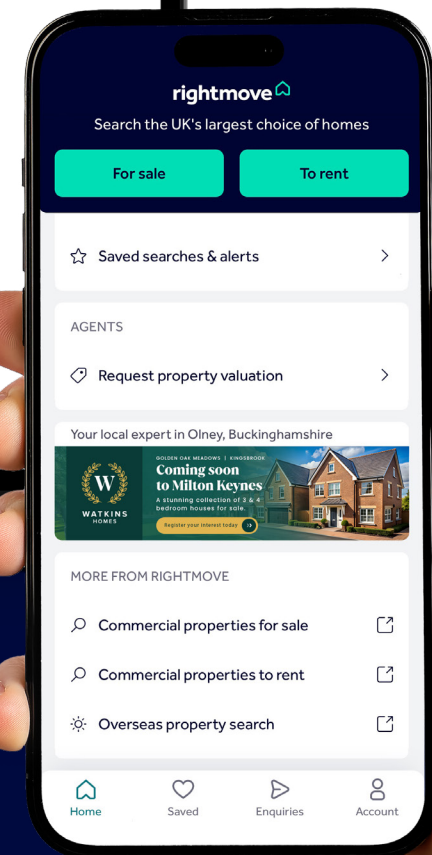 rightmove
Search the UK's largest choice of homes
For sale
To rent
Saved searches & alerts
AGENTS
Request property valuation
Your local expert in Olney, Buckinghamshire
GOLDEN OAK MEADOWS | KINGSBROOK
Coming soon
to Milton Keynes
A stunning collection of 3 & 4
bedroom houses for sale.
Register your interest today
W
WATKINS
HOMES
MORE FROM RIGHTMOVE
Commercial properties for sale
Commercial properties to rent
Overseas property search
Home
Saved
Enquiries
Account